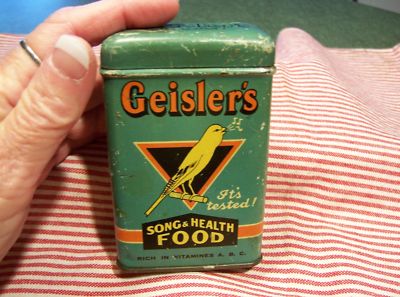 Geisler's
It's
tested!
SONG & HEALTH
FOOD
RICH IN VITAMINES A. B. C.